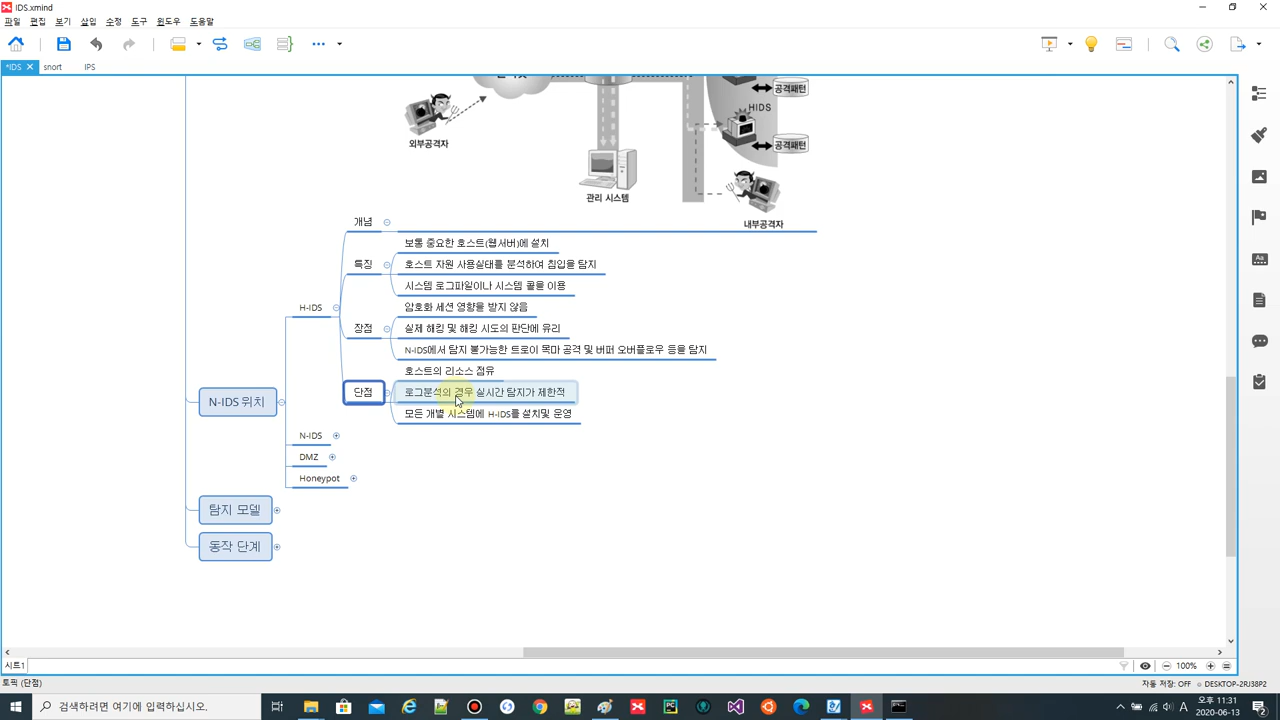 IDS.xmind
파일 편집 보기 삽입 수정 도구 윈도우 도움말
*IDS snort IPS
공격패턴
HIDS
공격패턴
외부공격자
관리 시스템
내부공격자
개념
보통 중요한 호스트(웹서버)에 설치
특징
호스트 자원 사용실태를 분석하여 침입을 탐지
시스템 로그파일이나 시스템 콜을 이용
H-IDS
암호화 세션 영향을 받지 않음
장점
실제 해킹 및 해킹 시도의 판단에 유리
N-IDS에서 탐지 불가능한 트로이 목마 공격 및 버퍼 오버플로우 등을 탐지
호스트의 리소스 점유
단점
로그분석의 경우 실시간 탐지가 제한적
모든 개별 시스템에 H-IDS를 설치및 운영
N-IDS 위치
N-IDS
DMZ
Honeypot
탐지 모델
동작 단계
시트1
100%
토픽 (단점)
자동 저장: OFF
DESKTOP-2RJ38P2
검색하려면 여기에 입력하십시오.
A
오후 11:31
2020-06-13
2